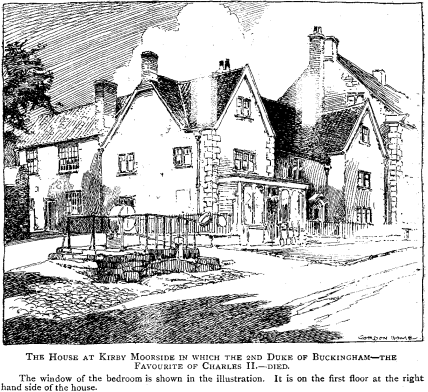 GORDON HOME
THE HOUSE AT KIRBY MOORSIDE IN WHICH THE 2ND DUKE OF BUCKINGHAM—THE
FAVOURITE OF CHARLES II.—DIED.
The window of the bedroom is shown in the illustration. It is on the first floor at the right
hand side of the house.